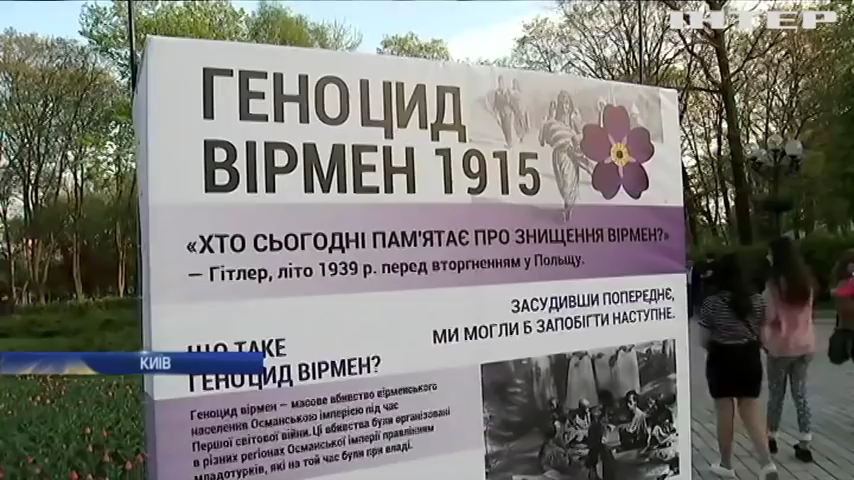 ІНТЕР
ГЕНОЦИД
ВІРМЕН 1915
«ХТО СЬОГОДНІ ПАМ'ЯТАЄ ПРО ЗНИЩЕННЯ ВІРМЕН?»
– Гітлер, літо 1939 р. перед вторгненням у Польщу.
ЗАСУДИВШИ ПОПЕРЕДНЄ,
МИ МОГЛИ Б ЗАПОБІГТИ НАСТУПНЕ.
ЩО ТАКЕ
ГЕНОЦИД ВІРМЕН?
Геноцид вірмен – масове вбивство вірменського
населення Османською імперією під час
Першої світової війни. Ці вбивства були організовані
в різних регіонах Османської імперії правлінням
младотурків, які на той час були при владі.
КИЇВ